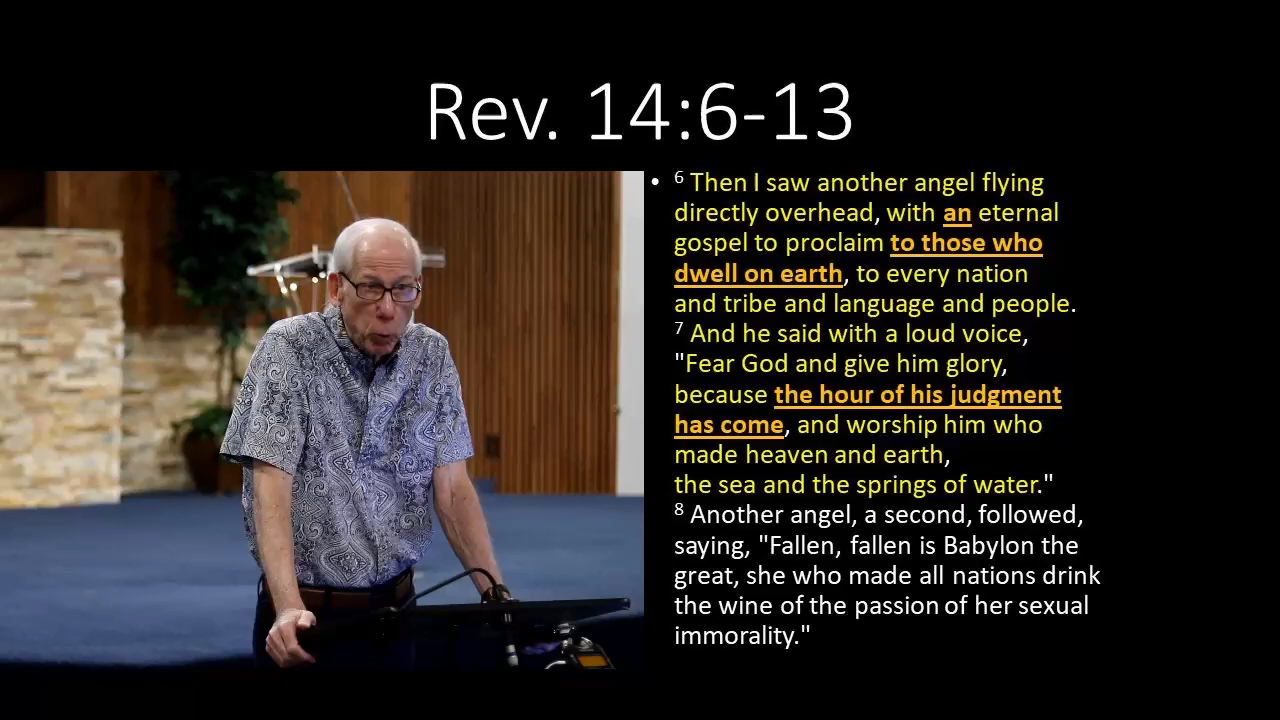 Rev. 14:6-13
• ⁶ Then I saw another angel flying
directly overhead, with an eternal
gospel to proclaim to those who
dwell on earth, to every nation
and tribe and language and people.
⁷ And he said with a loud voice,
"Fear God and give him glory,
because the hour of his judgment
has come, and worship him who
made heaven and earth,
the sea and the springs of water."
⁸ Another angel, a second, followed,
saying, "Fallen, fallen is Babylon the
great, she who made all nations drink
the wine of the passion of her sexual
immorality."